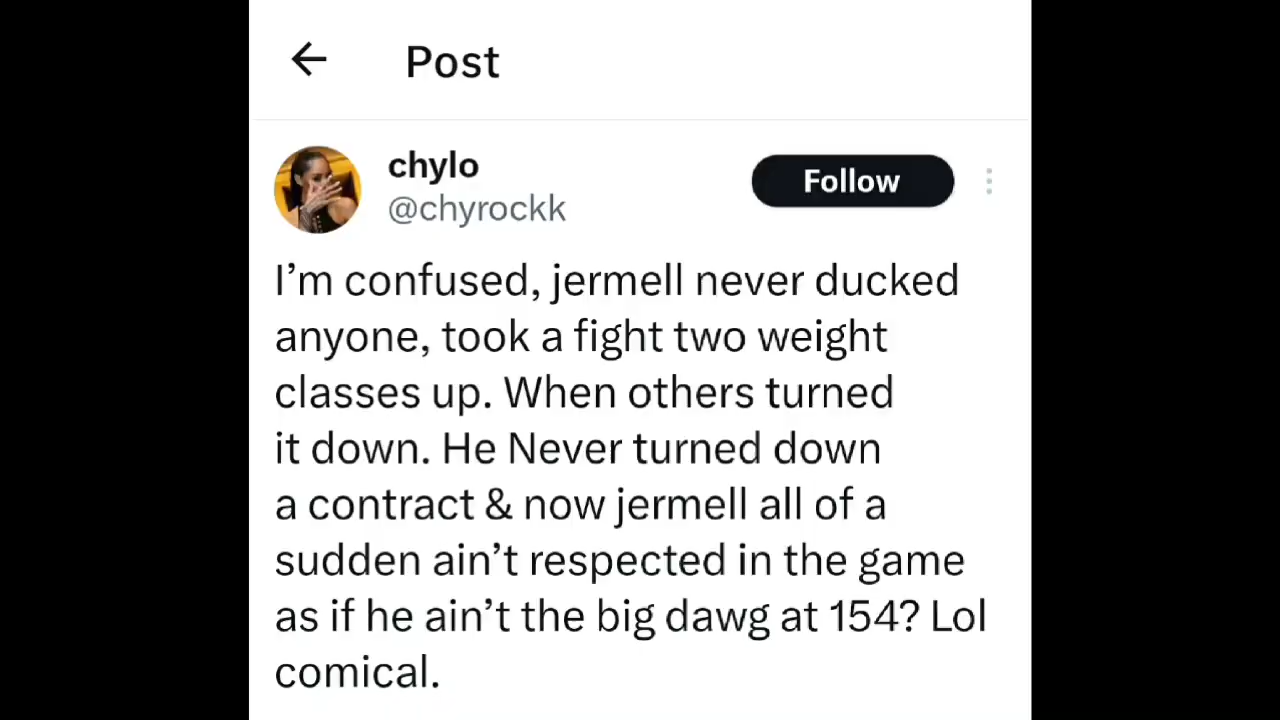 Post
chylo
@chyrockk
Follow
I’m confused, jermell never ducked
anyone, took a fight two weight
classes up. When others turned
it down. He Never turned down
a contract & now jermell all of a
sudden ain’t respected in the game
as if he ain’t the big dawg at 154? Lol
comical.